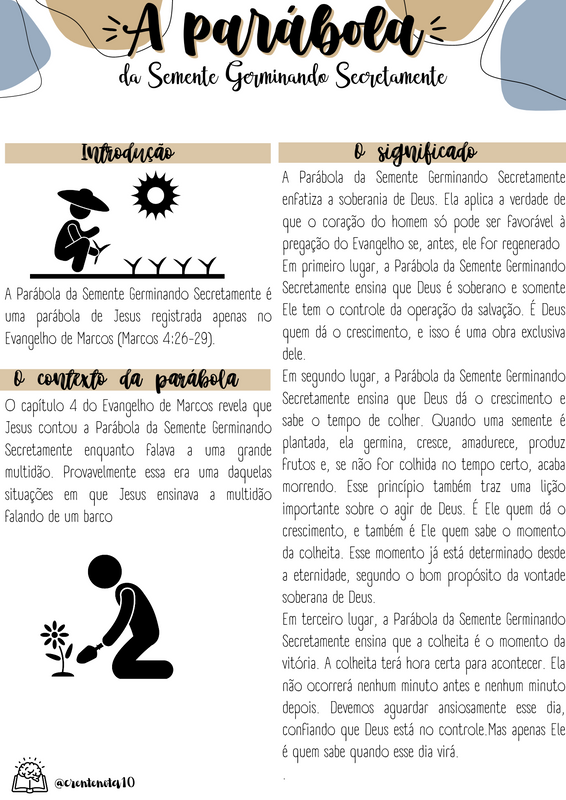 A parábola
da Semente Germinando Secretamente
Introdução
A Parábola da Semente Germinando Secretamente é
uma parábola de Jesus registrada apenas no
Evangelho de Marcos (Marcos 4:26-29).
O contexto da parábola
O capítulo 4 do Evangelho de Marcos revela que
Jesus contou a Parábola da Semente Germinando
Secretamente enquanto falava a uma grande
multidão. Provavelmente essa era uma daquelas
situações em que Jesus ensinava a multidão
falando de um barco
O significado
A Parábola da Semente Germinando Secretamente
enfatiza a soberania de Deus. Ela aplica a verdade de
que o coração do homem só pode ser favorável à
pregação do Evangelho se, antes, ele for regenerado
Em primeiro lugar, a Parábola da Semente Germinando
Secretamente ensina que Deus é soberano e somente
Ele tem o controle da operação da salvação. É Deus
quem dá o crescimento, e isso é uma obra exclusiva
dele.
Em segundo lugar, a Parábola da Semente Germinando
Secretamente ensina que Deus dá o crescimento e
sabe o tempo de colher. Quando uma semente é
plantada, ela germina, cresce, amadurece, produz
frutos e, se não for colhida no tempo certo, acaba
morrendo. Esse princípio também traz uma lição
importante sobre o agir de Deus. É Ele quem dá o
crescimento, e também é Ele quem sabe o momento
da colheita. Esse momento já está determinado desde
a eternidade, segundo o bom propósito da vontade
soberana de Deus.
Em terceiro lugar, a Parábola da Semente Germinando
Secretamente ensina que a colheita é o momento da
vitória. A colheita terá hora certa para acontecer. Ela
não ocorrerá nenhum minuto antes e nenhum minuto
depois. Devemos aguardar ansiosamente esse dia,
confiando que Deus está no controle.Mas apenas Ele
é quem sabe quando esse dia virá.
.